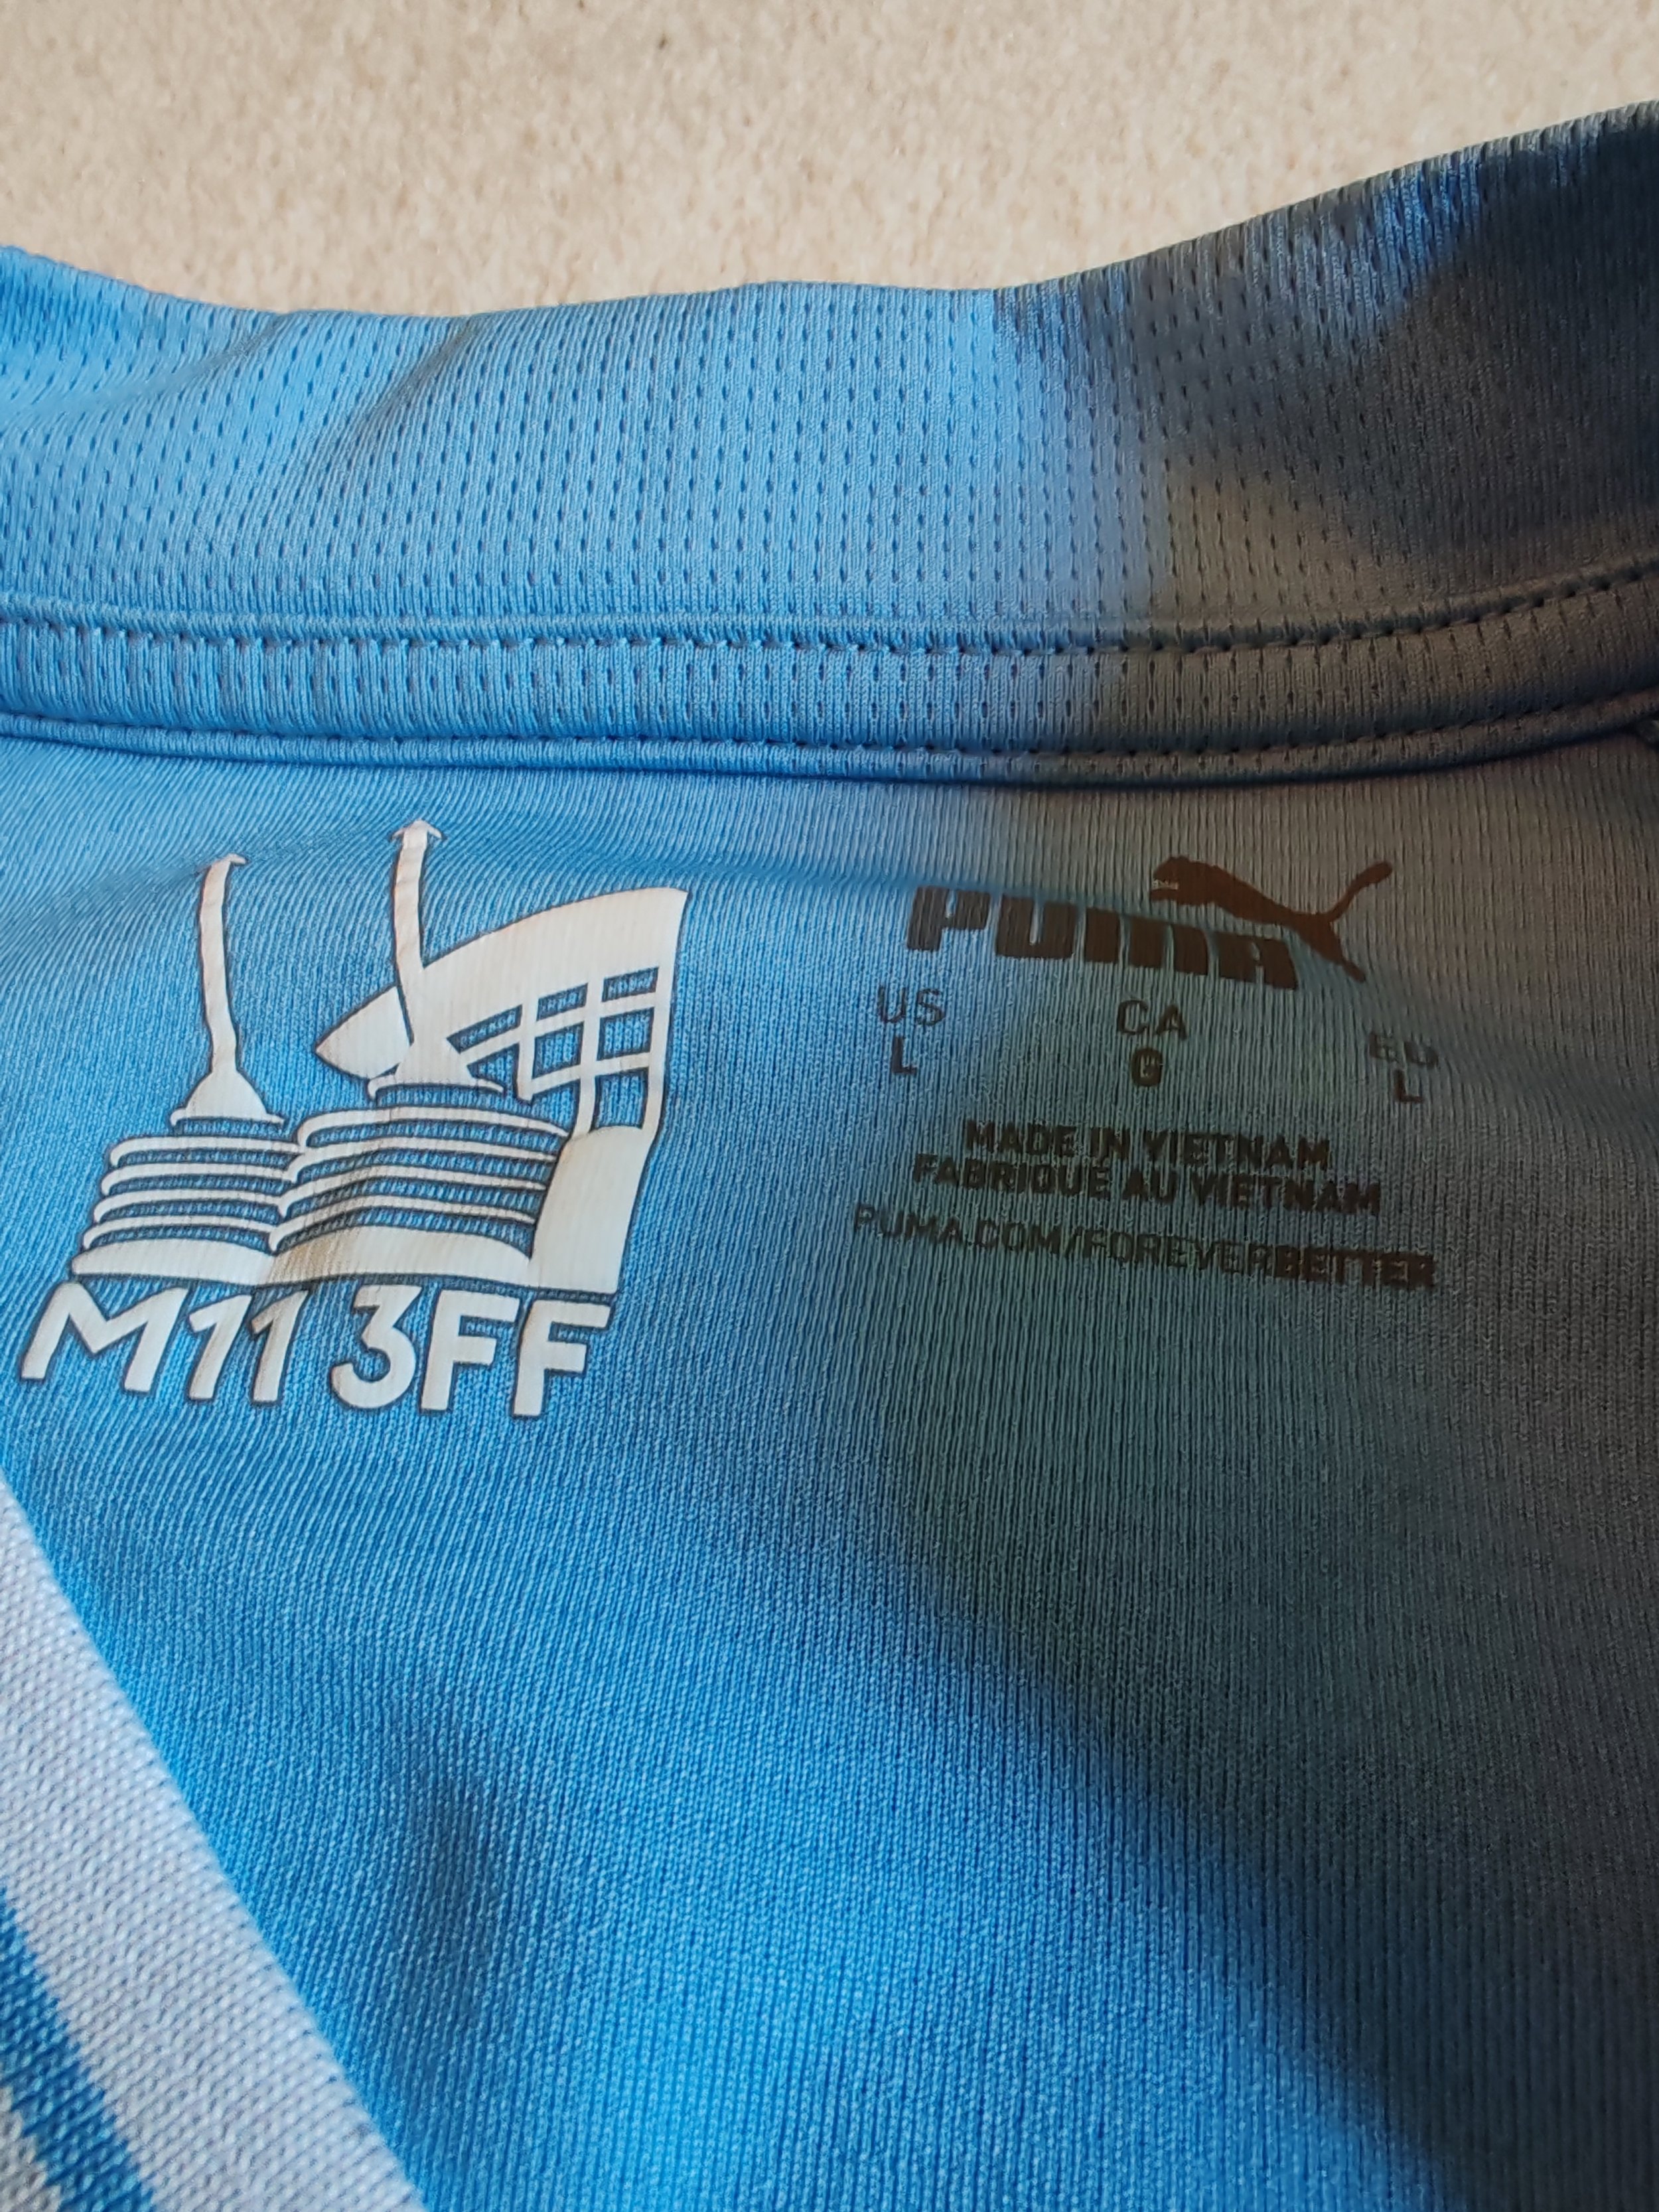 M11 3FF
PUMA
US CA EU
L G L
MADE IN VIETNAM
FABRIQUÉ AU VIETNAM
PUMA.COM/FOREVERBETTER